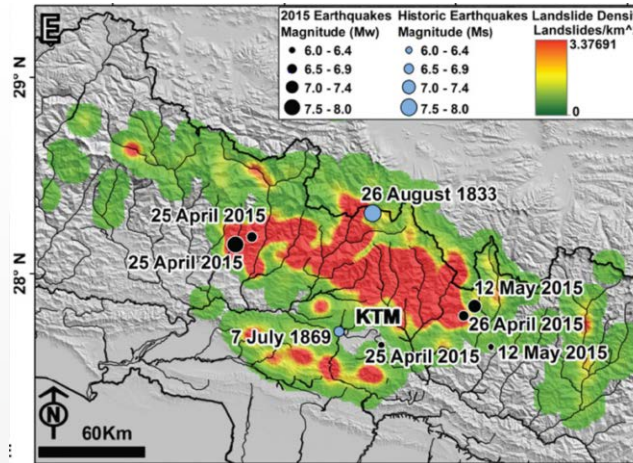 E
2015 Earthquakes
Magnitude (Mw)
6.0 - 6.4
6.5 - 6.9
7.0 - 7.4
7.5 - 8.0
Historic Earthquakes
Magnitude (Ms)
6.0 - 6.4
6.5 - 6.9
7.0 - 7.4
7.5 - 8.0
Landslide Densi
Landslides/km^
3.37691
0
29° N
28° N
26 August 1833
25 April 2015
25 April 2015
12 May 2015
KTM
26 April 2015
7 July 1869
25 April 2015
12 May 2015
N
60Km